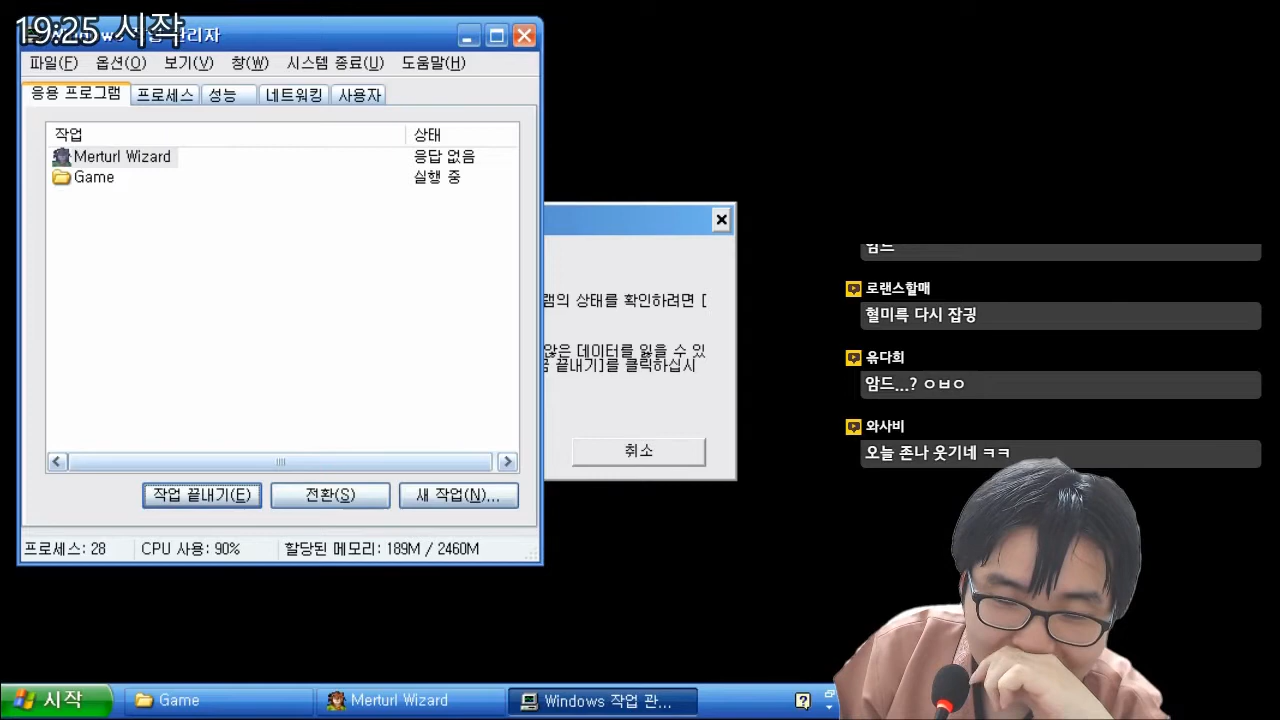 19:25 시작
관리자
파일(F) 옵션(O) 보기(V) 창(W) 시스템 종료(U) 도움말(H)
응용 프로그램 프로세스 성능 네트워킹 사용자
작업 상태
Merturl Wizard 응답 없음
Game 실행 중
램의 상태를 확인하려면 [
않은 데이터를 잃을 수 있
끝내기]를 클릭하십시
취소
작업 끝내기(E) 전환(S) 새 작업(N)...
프로세스: 28 CPU 사용: 90% 할당된 메모리: 189M / 2460M
암드
로랜스할매
혈미륵 다시 잡귕
윾다희
암드...? ㅇㅂㅇ
와사비
오늘 존나 웃기네 ㅋㅋ
시작 Game Merturl Wizard Windows 작업 관...